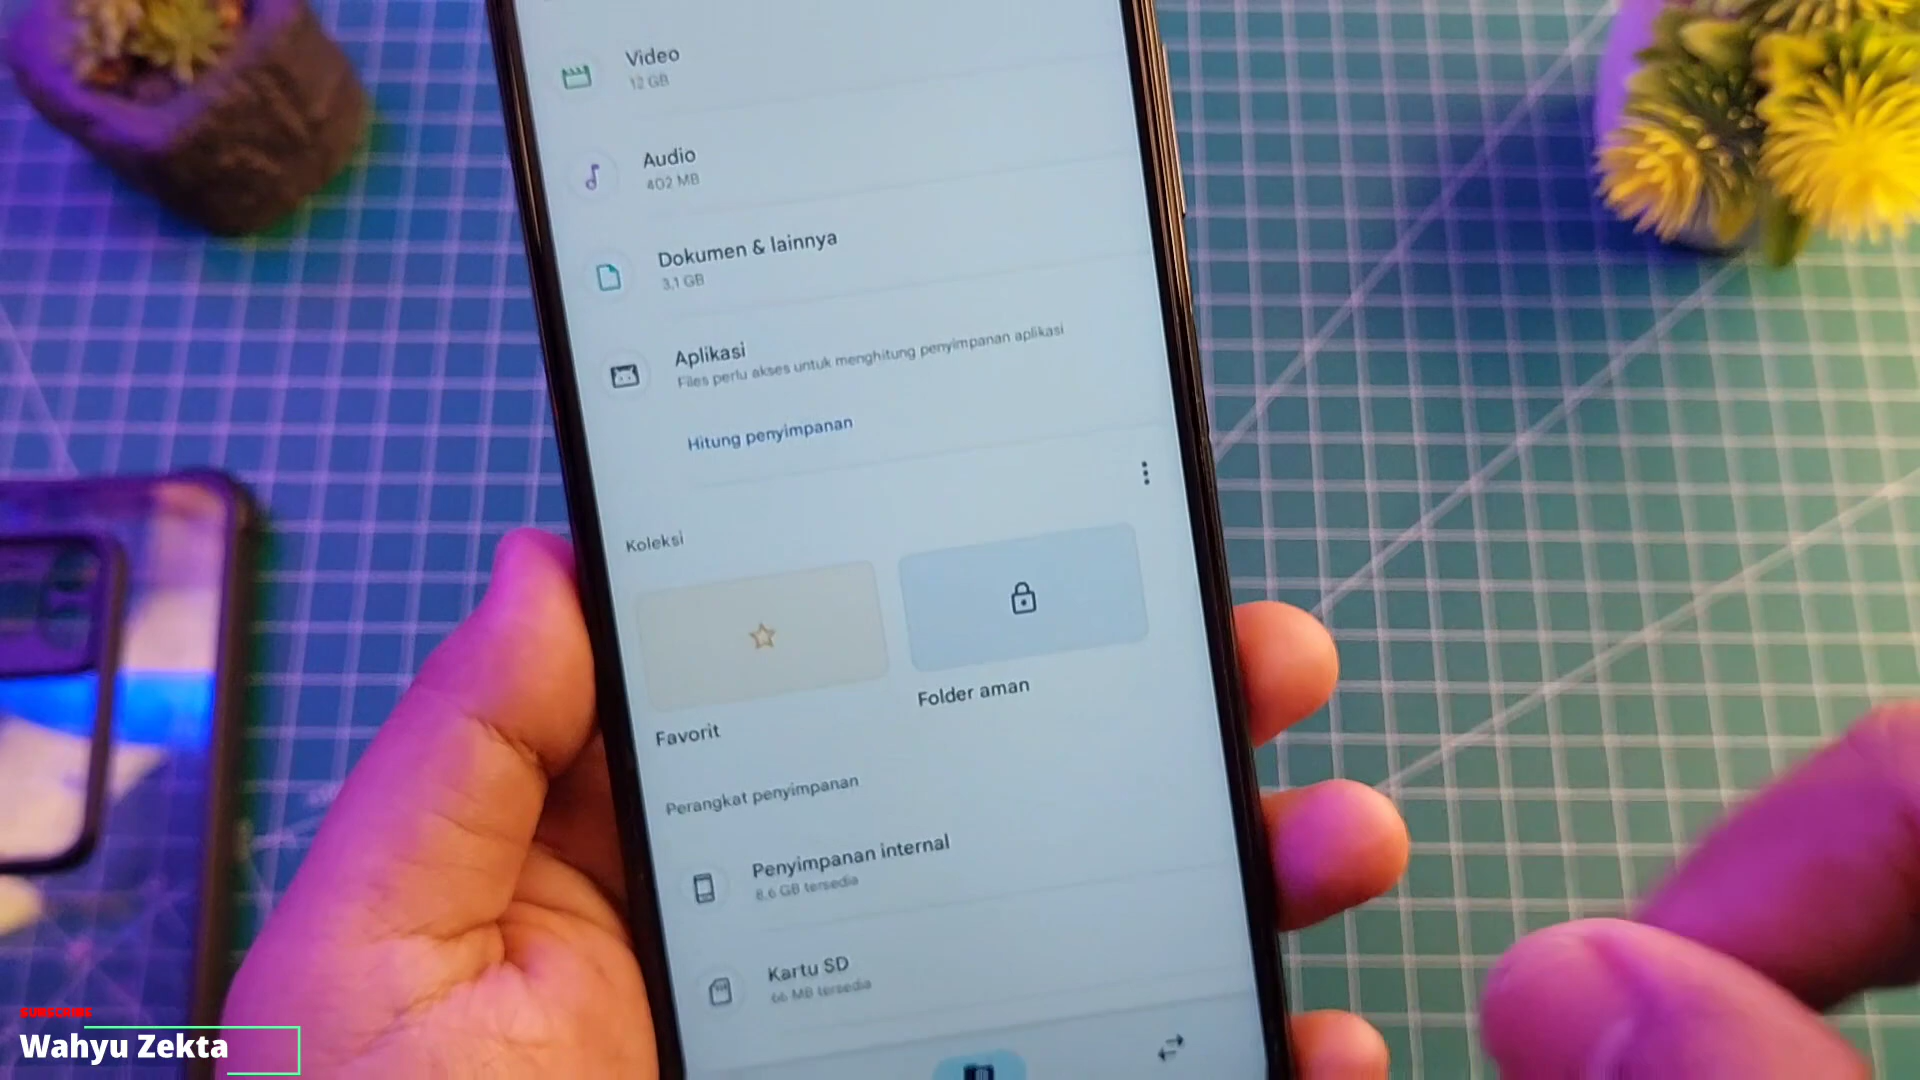 Video
12 GB
Audio
402 MB
Dokumen & lainnya
3,1 GB
Aplikasi
Files perlu akses untuk menghitung penyimpanan aplikasi
Hitung penyimpanan
Koleksi
Favorit
Folder aman
Perangkat penyimpanan
Penyimpanan internal
8,6 GB tersedia
Kartu SD
66 MB tersedia
SUBSCRIBE
Wahyu Zekta